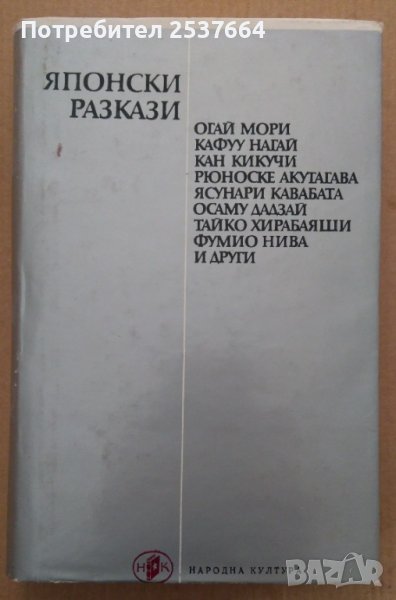 Потребител 2537664
ЯПОНСКИ
РАЗКАЗИ
ОГАЙ МОРИ
КАФУУ НАГАЙ
КАН КИКУЧИ
РЮНОСКЕ АКУТАГАВА
ЯСУНАРИ КАВАБАТА
ОСАМУ ДАДЗАЙ
ТАЙКО ХИРАБАЯШИ
ФУМИО НИВА
И ДРУГИ
НК НАРОДНА КУЛТУРА
BAZAR